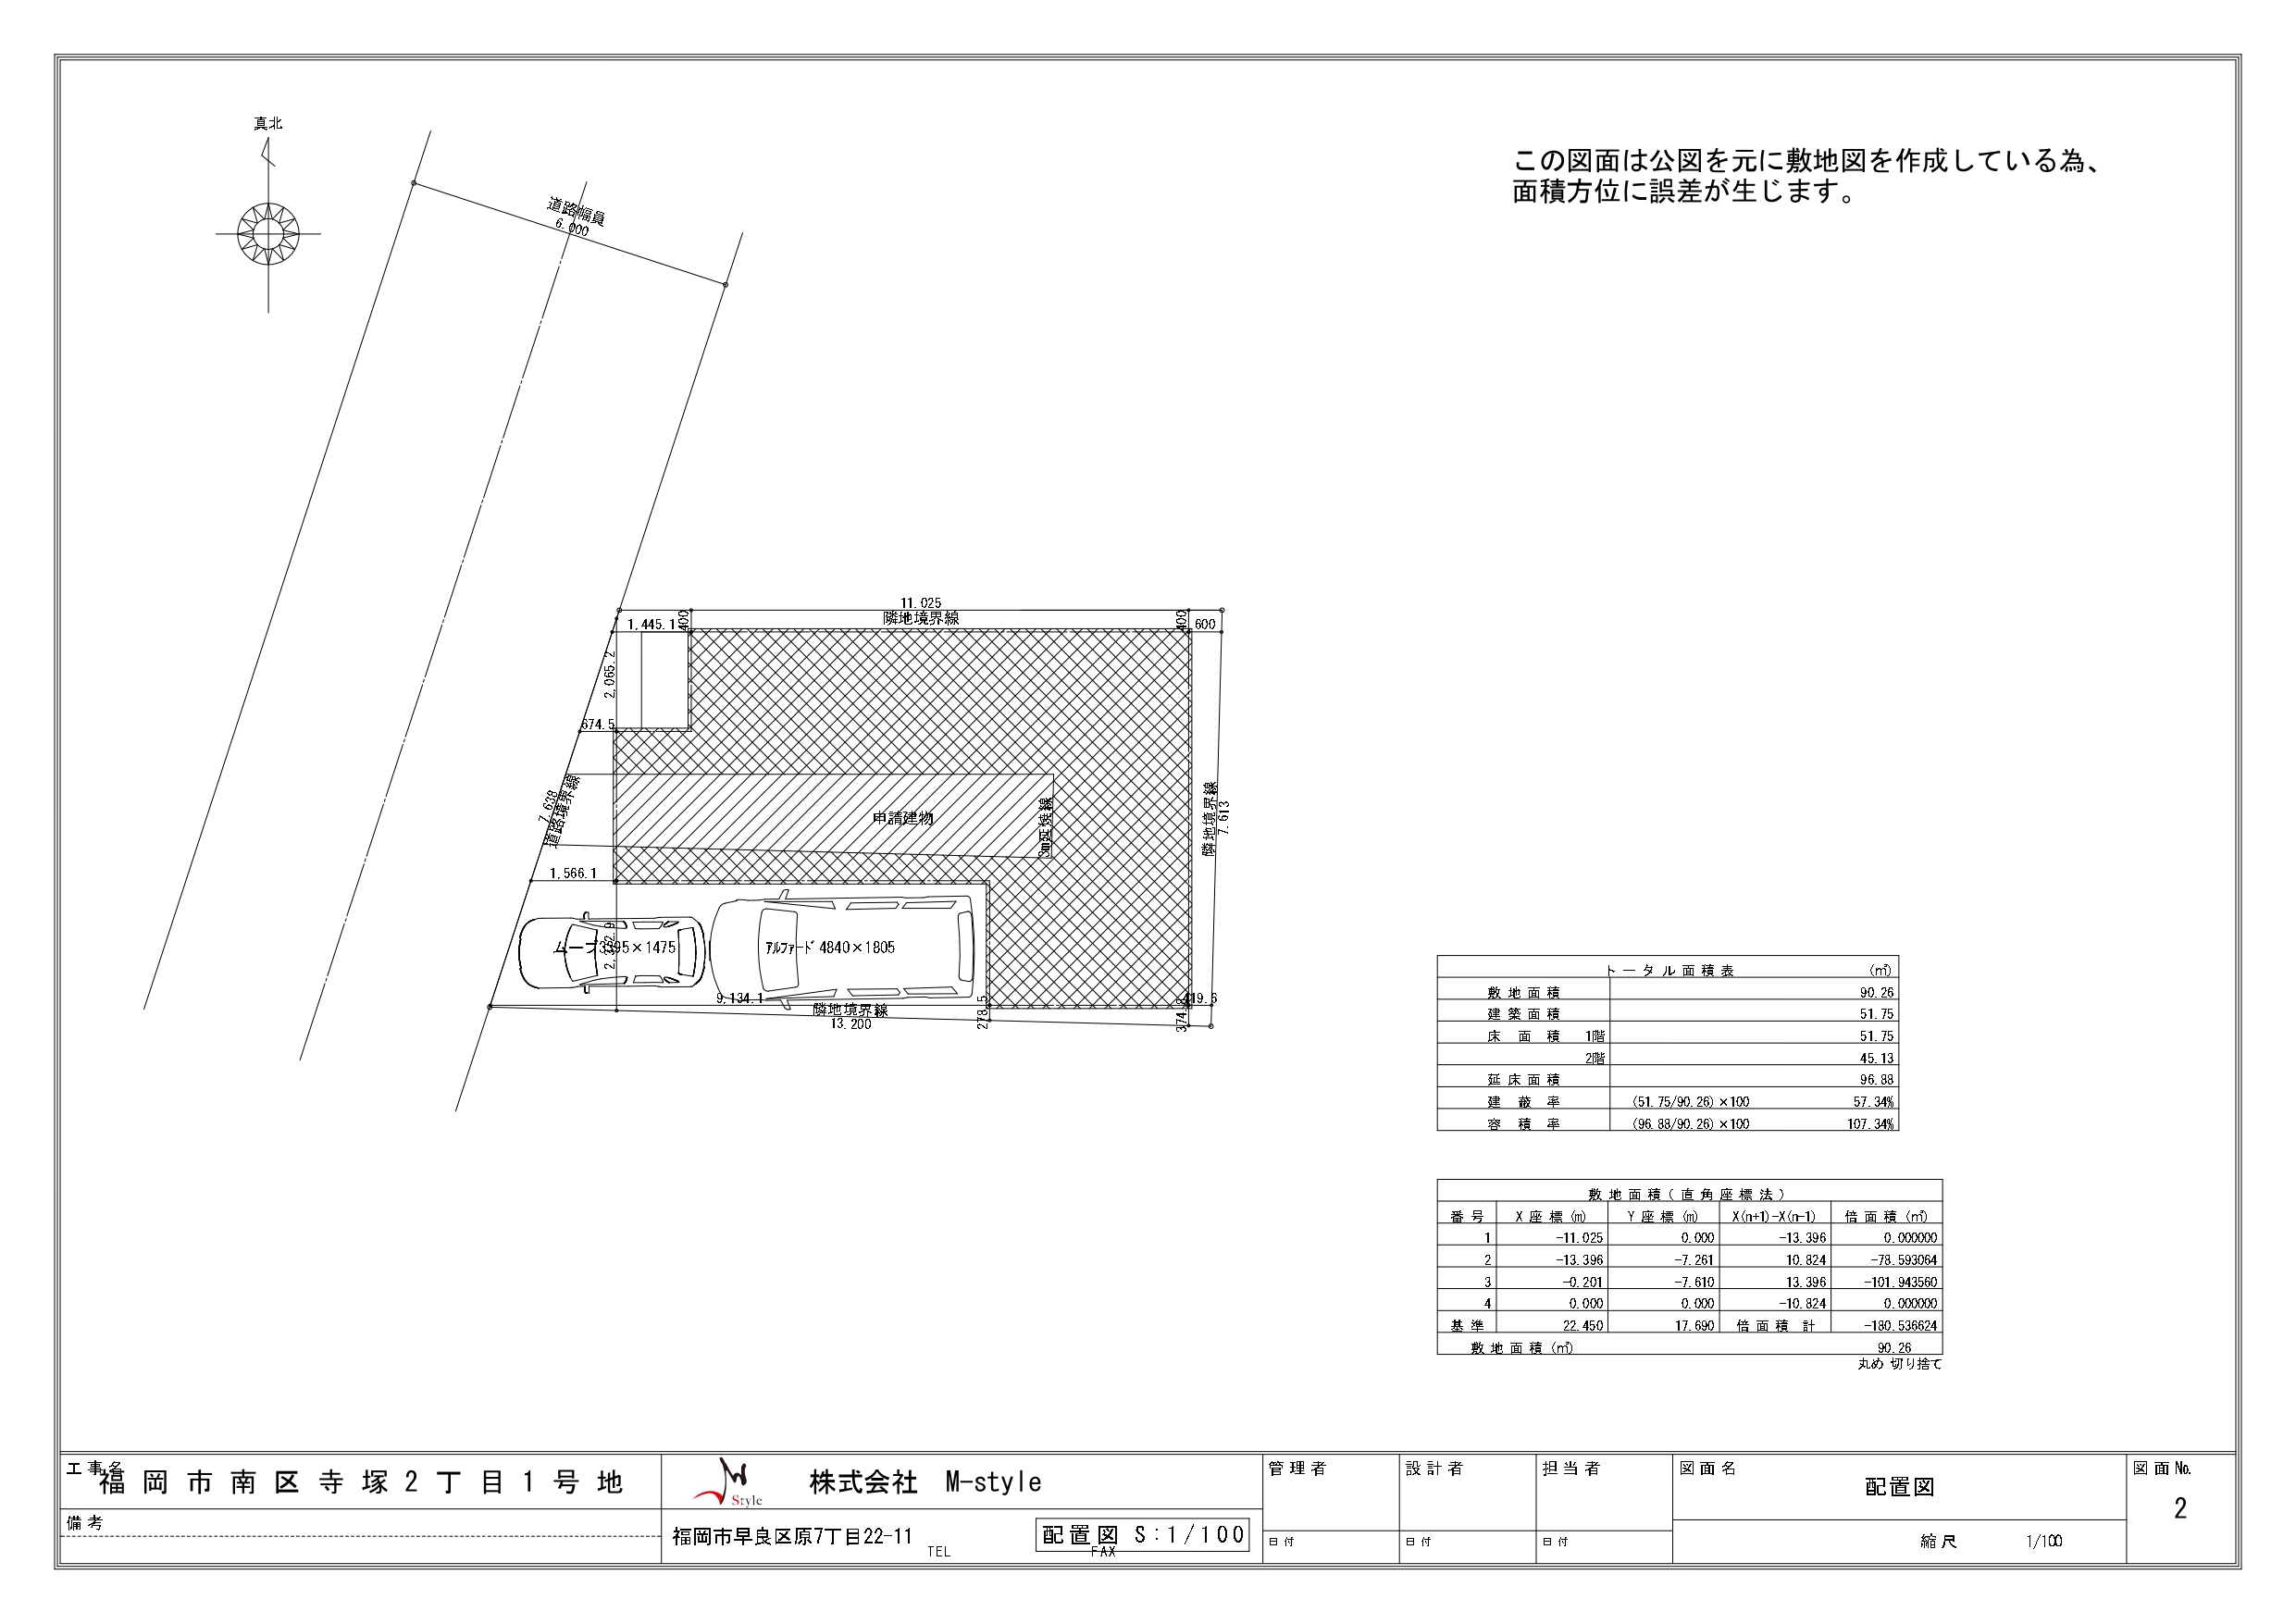 真北
この図面は公図を元に敷地図を作成している為、
面積方位に誤差が生じます。
道路幅員
6.000
11.025
隣地境界線
1,445.1
400
400
600
2,065.2
674.5
7.638
道路境界線
申請建物
3m延焼線
隣地境界線
7.613
1,566.1
ムーブ3395×1475
アルファード 4840×1805
9,134.1
隣地境界線
13.200
278.5
374.8
419.6
トータル面積表 (㎡)
敷地面積 90.26
建築面積 51.75
床面積 1階 51.75
2階 45.13
延床面積 96.88
建蔽率 (51.75/90.26)×100 57.34%
容積率 (96.88/90.26)×100 107.34%
敷地面積(直角座標法)
番号 X座標(m) Y座標(m) X(n+1)-X(n-1)倍面積(㎡)
1 -11.025 0.000 -13.396 0.000000
2 -13.396 -7.261 10.824 -78.593064
3 -0.201 -7.610 13.396 -101.943560
4 0.000 0.000 -10.824 0.000000
基準 22.450 17.690 倍面積計 -180.536624
敷地面積(㎡) 90.26
丸め 切り捨て
工事名
福岡市南区寺塚2丁目1号地
備考
Style
株式会社 M-style
福岡市早良区原7丁目22-11
TEL
配置図 S:1/100
FAX
管理者
設計者
担当者
日付
日付
日付
図面名
配置図
縮尺 1/100
図面No.
2